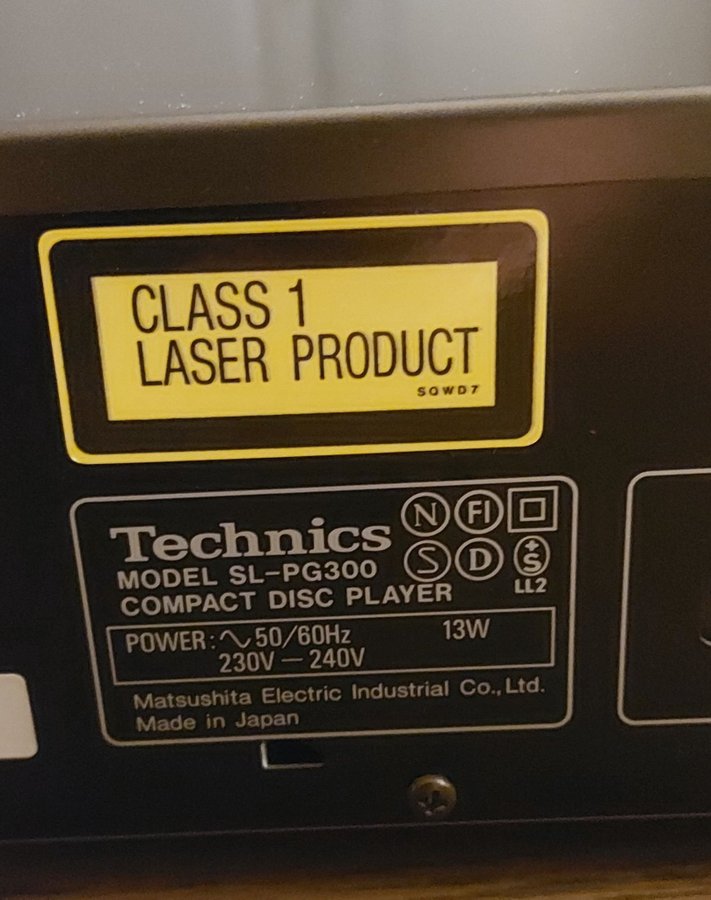 CLASS 1
LASER PRODUCT
SQWD7
Technics
N FI
S D +S
MODEL SL-PG300
LL2
COMPACT DISC PLAYER
POWER:∿50/60Hz 13W
230V—240V
Matsushita Electric Industrial Co.,Ltd.
Made in Japan